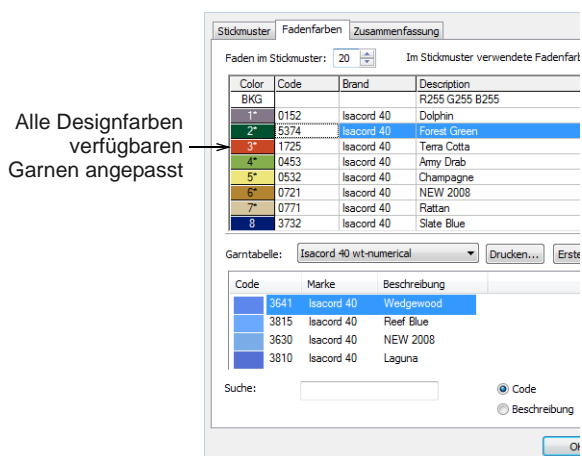 Stickmuster Fadenfarben Zusammenfassung
Faden im Stickmuster: 20 Im Stickmuster verwendete Fadenfarb
Color Code Brand Description
BKG R255 G255 B255
1* 0152 Isacord 40 Dolphin
2* 5374 Isacord 40 Forest Green
3* 1725 Isacord 40 Terra Cotta
4* 0453 Isacord 40 Army Drab
5* 0532 Isacord 40 Champagne
6* 0721 Isacord 40 NEW 2008
7* 0771 Isacord 40 Rattan
8 3732 Isacord 40 Slate Blue
Alle Designfarben
verfügbaren
Garnen angepasst
Garntabelle: Isacord 40 wt-numerical Drucken... Erste
Code Marke Beschreibung
3641 Isacord 40 Wedgewood
3815 Isacord 40 Reef Blue
3630 Isacord 40 NEW 2008
3810 Isacord 40 Laguna
Suche: Code
Beschreibung
OK